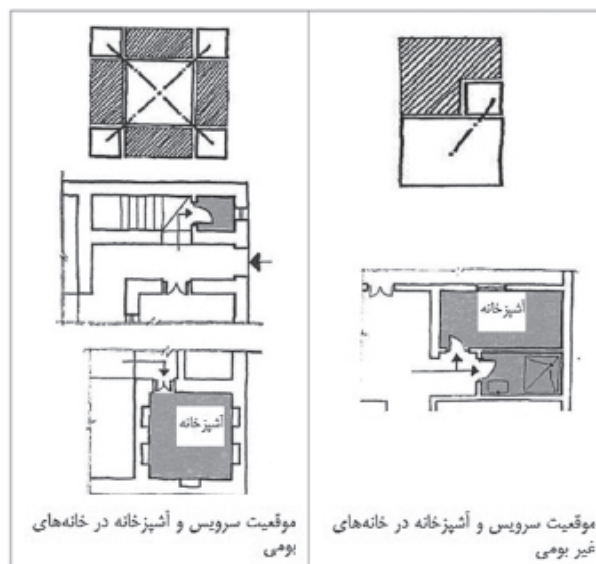 آشپزخانه
موقعیت سرویس و آشپزخانه در خانه‌های
بومی
آشپزخانه
موقعیت سرویس و آشپزخانه در خانه‌های
غیر بومی